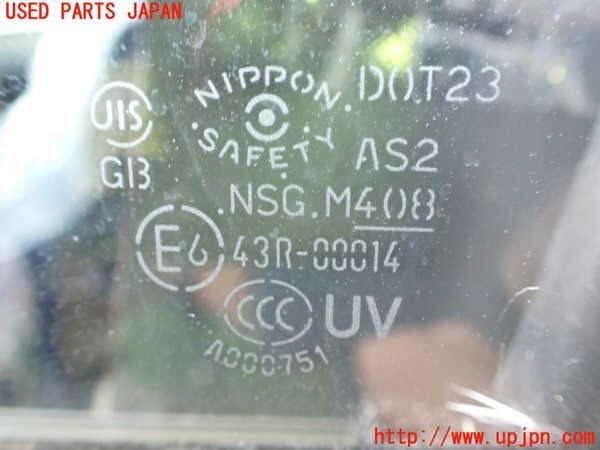 USED PARTS JAPAN
NIPPON .DOT23
JIS .SAFETY AS2
GB .NSG.M408
E6 43R-00014
CCC UV
A000751
http://www.upjpn.com/